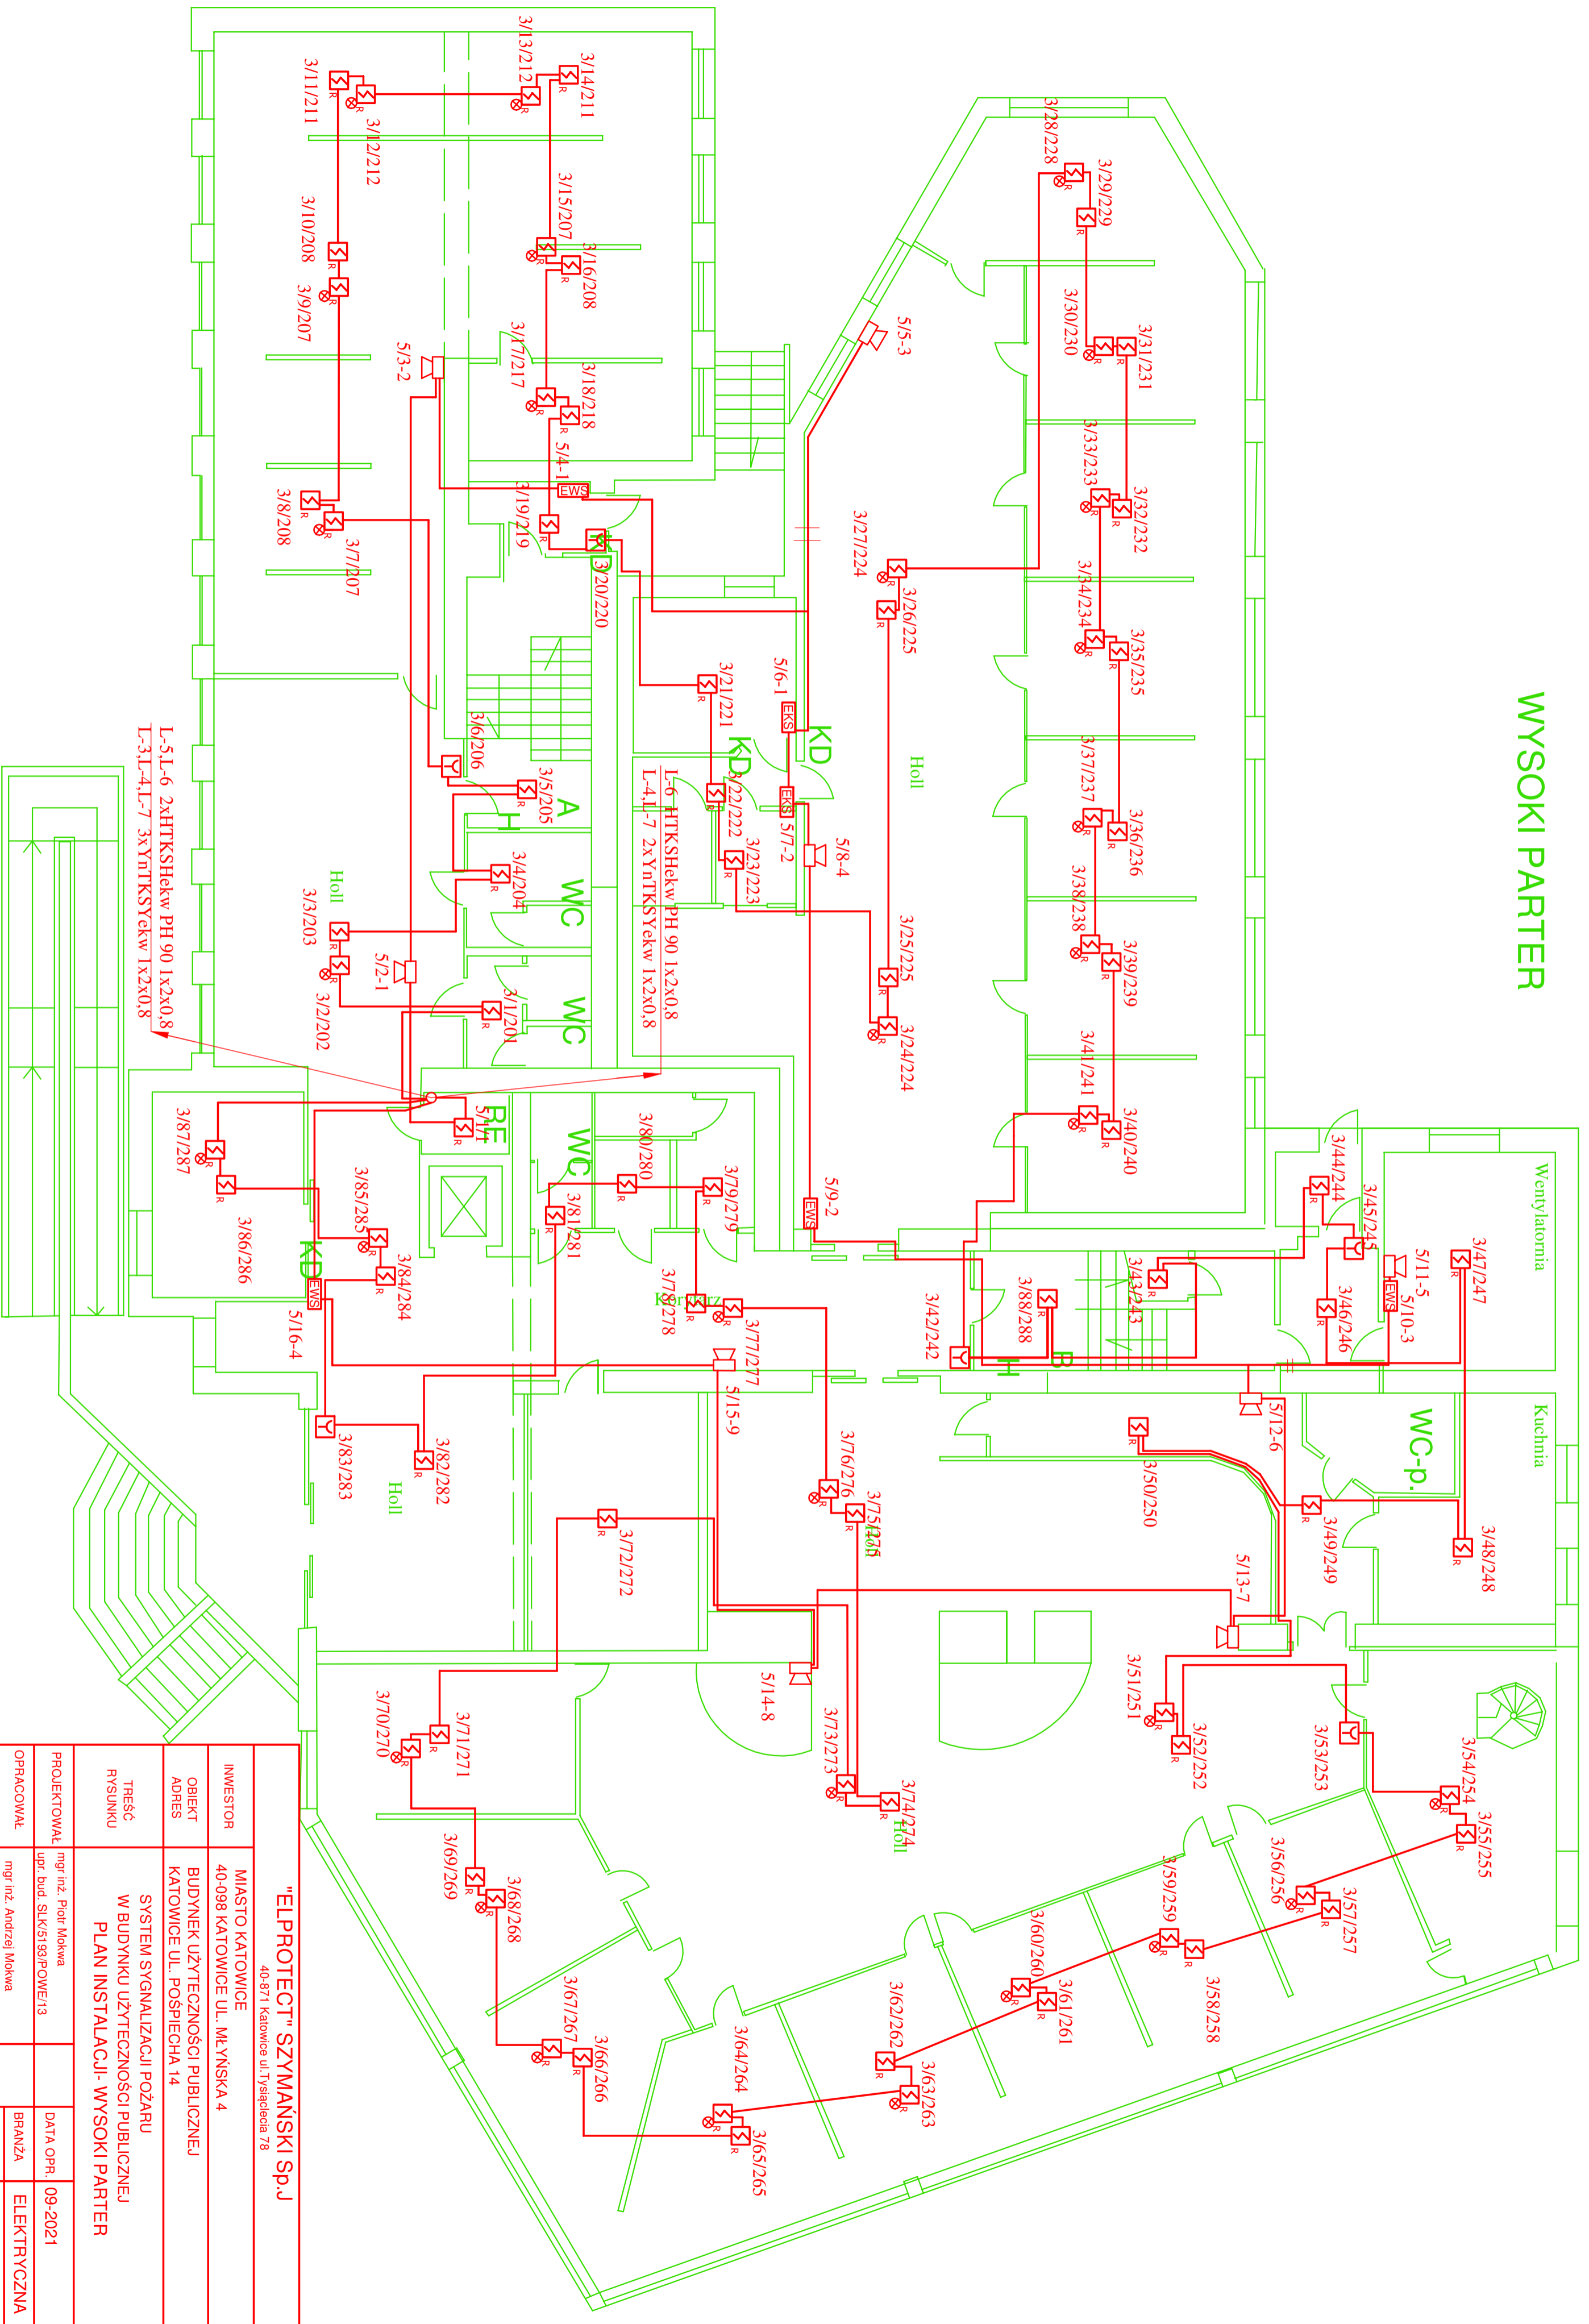 WYSOKI PARTER
3/14/211
3/13/212
3/12/212
3/11/211
3/15/207
3/16/208
3/10/208
3/9/207
3/17/217
3/18/218
5/3-2
5/4-1
EWS
3/19/219
KD
3/20/220
3/8/208
3/7/207
3/28/228
3/29/229
3/30/230
3/31/231
5/5-3
3/33/233
3/32/232
3/27/224
3/26/225
3/34/234
3/35/235
3/37/237
3/36/236
3/38/238
3/39/239
3/41/241
3/40/240
Holl
3/21/221
5/6-1
EKS
KD
KD
3/22/222
EKS
5/7-2
3/23/223
5/8-4
3/25/225
3/24/224
3/6/206
3/5/205
A
H
3/4/204
WC
Holl
3/3/203
3/2/202
5/2-1
3/1/201
WC
L-5,L-6 2xHTKSHekw PH 90 1x2x0,8
L-3,L-4,L-7 3xYnTKSYekw 1x2x0,8
L-6 HTKSHekw PH 90 1x2x0,8
L-4,L-7 2xYnTKSYekw 1x2x0,8
5/1/1
RE
WC
3/80/280
3/79/279
3/81/281
3/87/287
3/86/286
3/85/285
3/84/284
KD
EWS
5/16-4
3/78/278
Korytarz
3/77/277
5/9-2
EWS
3/42/242
3/88/288
H
B
3/43/243
3/44/244
3/45/245
3/46/246
5/11-5
EWS
5/10-3
3/47/247
Wentylatornia
Kuchnia
WC-p.
5/12-6
3/50/250
3/49/249
3/48/248
5/13-7
5/15-9
3/83/283
3/82/282
Holl
3/72/272
3/76/276
3/75/275
Holl
5/14-8
3/51/251
3/52/252
3/53/253
3/54/254
3/55/255
3/70/270
3/71/271
3/73/273
3/74/274
Holl
3/56/256
3/57/257
3/59/259
3/58/258
3/60/260
3/61/261
3/62/262
3/63/263
3/64/264
3/65/265
3/69/269
3/68/268
3/67/267
3/66/266
"ELPROTECT" SZYMAŃSKI Sp.J
40-871 Katowice ul.Tysiąclecia 78
INWESTOR
MIASTO KATOWICE
40-098 KATOWICE UL. MŁYŃSKA 4
OBIEKT
ADRES
BUDYNEK UŻYTECZNOŚCI PUBLICZNEJ
KATOWICE UL. POŚPIECHA 14
TREŚĆ
RYSUNKU
SYSTEM SYGNALIZACJI POŻARU
W BUDYNKU UŻYTECZNOŚCI PUBLICZNEJ
PLAN INSTALACJI- WYSOKI PARTER
PROJEKTOWAŁ
mgr inż. Piotr Mokwa
upr. bud. SLK/5193/POWE/13
DATA OPR.
09-2021
OPRACOWAŁ
mgr inż. Andrzej Mokwa
BRANŻA
ELEKTRYCZNA